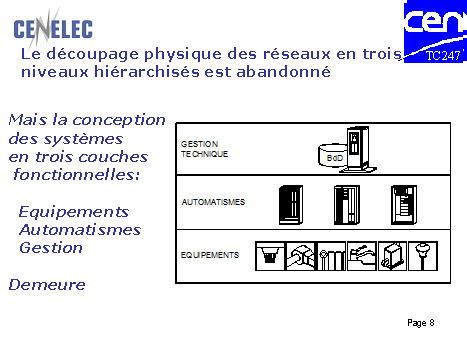 CENELEC
cen
TC247
Le découpage physique des réseaux en trois
niveaux hiérarchisés est abandonné
Mais la conception
des systèmes
en trois couches
fonctionnelles:
Equipements
Automatismes
Gestion
Demeure
GESTION
TECHNIQUE
BdD
AUTOMATISMES
EQUIPEMENTS
Page 8